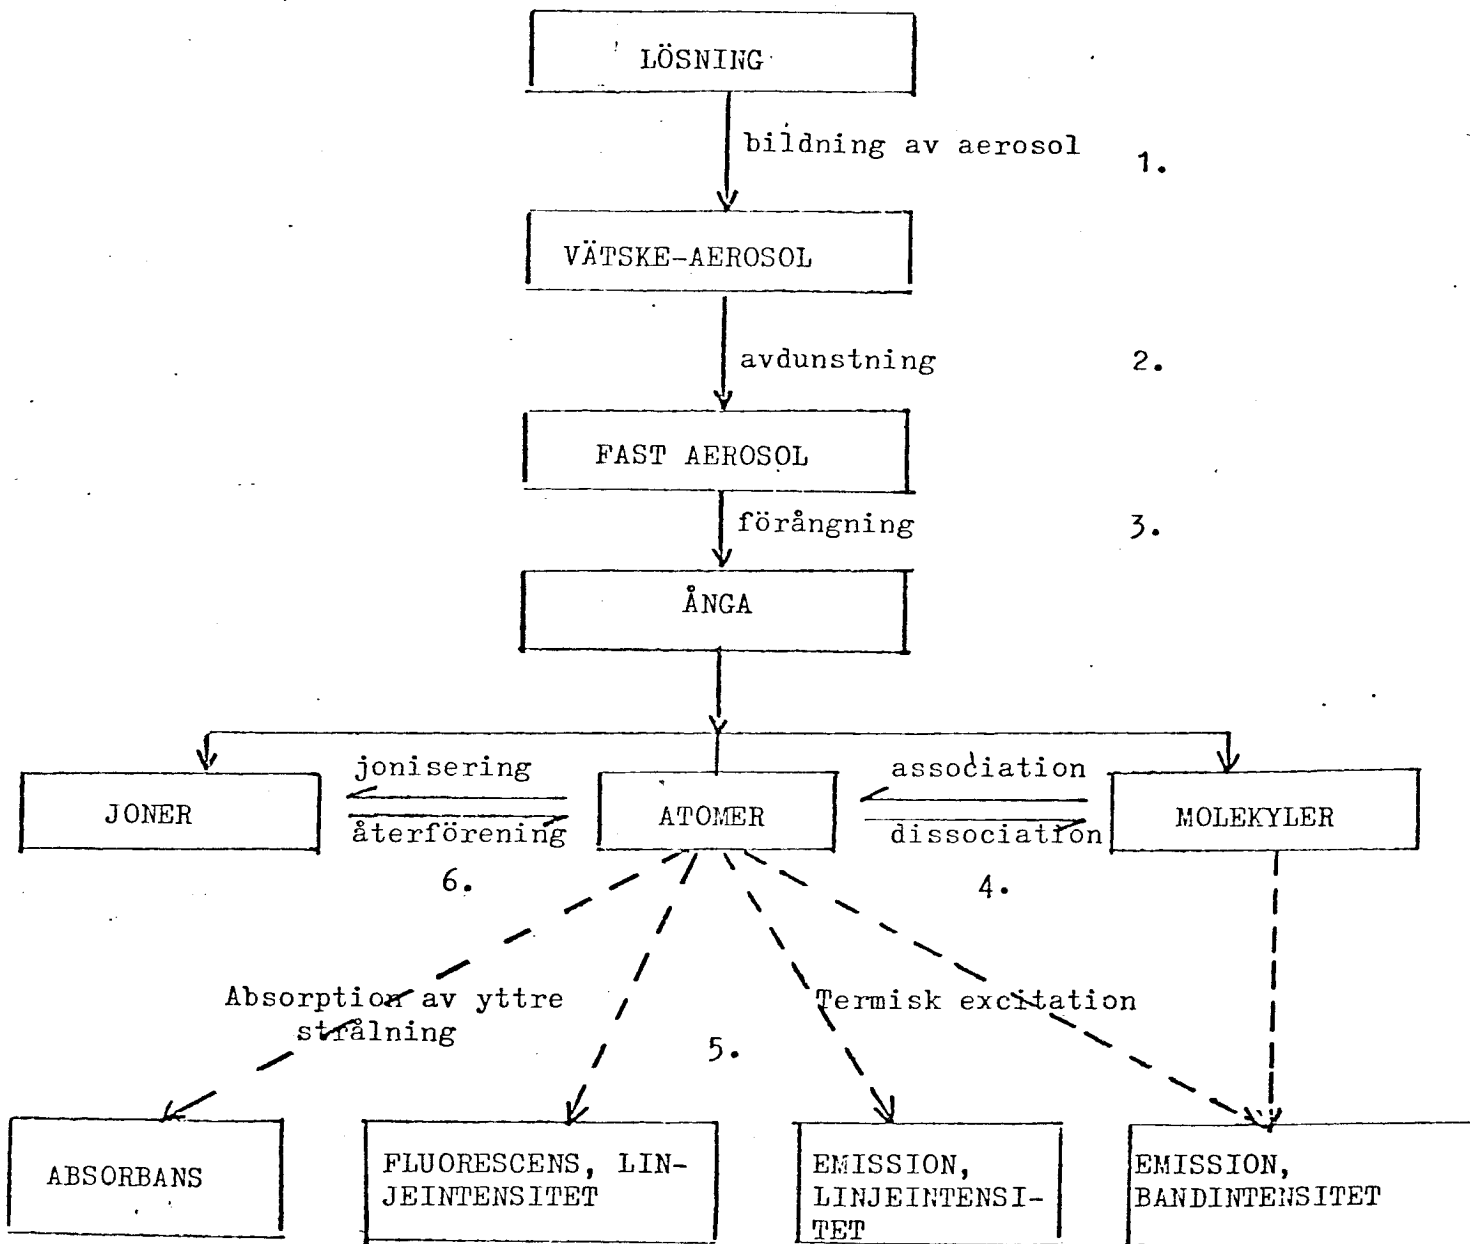 LÖSNING
bildning av aerosol
1.
VÄTSKE-AEROSOL
avdunstning
2.
FAST AEROSOL
förångning
3.
ÅNGA
jonisering
association
JONER
ATOMER
MOLEKYLER
återförening
dissociation
6.
4.
Absorption av yttre
strålning
Termisk excitation
5.
ABSORBANS
FLUORESCENS, LIN-
JEINTENSITET
EMISSION,
LINJEINTENSI-
TET
EMISSION,
BANDINTENSITET